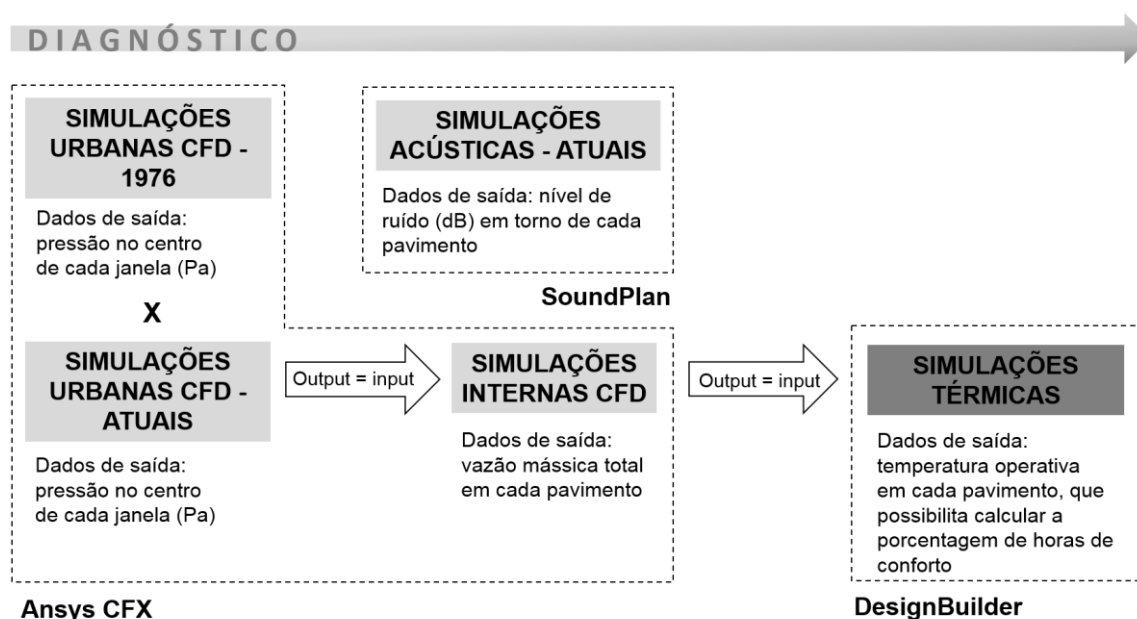 DIAGNÓSTICO
SIMULAÇÕES
URBANAS CFD -
1976
Dados de saída:
pressão no centro
de cada janela (Pa)
X
SIMULAÇÕES
URBANAS CFD -
ATUAIS
Dados de saída:
pressão no centro
de cada janela (Pa)
Ansys CFX
SIMULAÇÕES
ACÚSTICAS - ATUAIS
Dados de saída: nível de
ruído (dB) em torno de cada
pavimento
SoundPlan
Output = input
SIMULAÇÕES
INTERNAS CFD
Dados de saída:
vazão mássica total
em cada pavimento
Output = input
SIMULAÇÕES
TÉRMICAS
Dados de saída:
temperatura operativa
em cada pavimento, que
possibilita calcular a
porcentagem de horas de
conforto
DesignBuilder